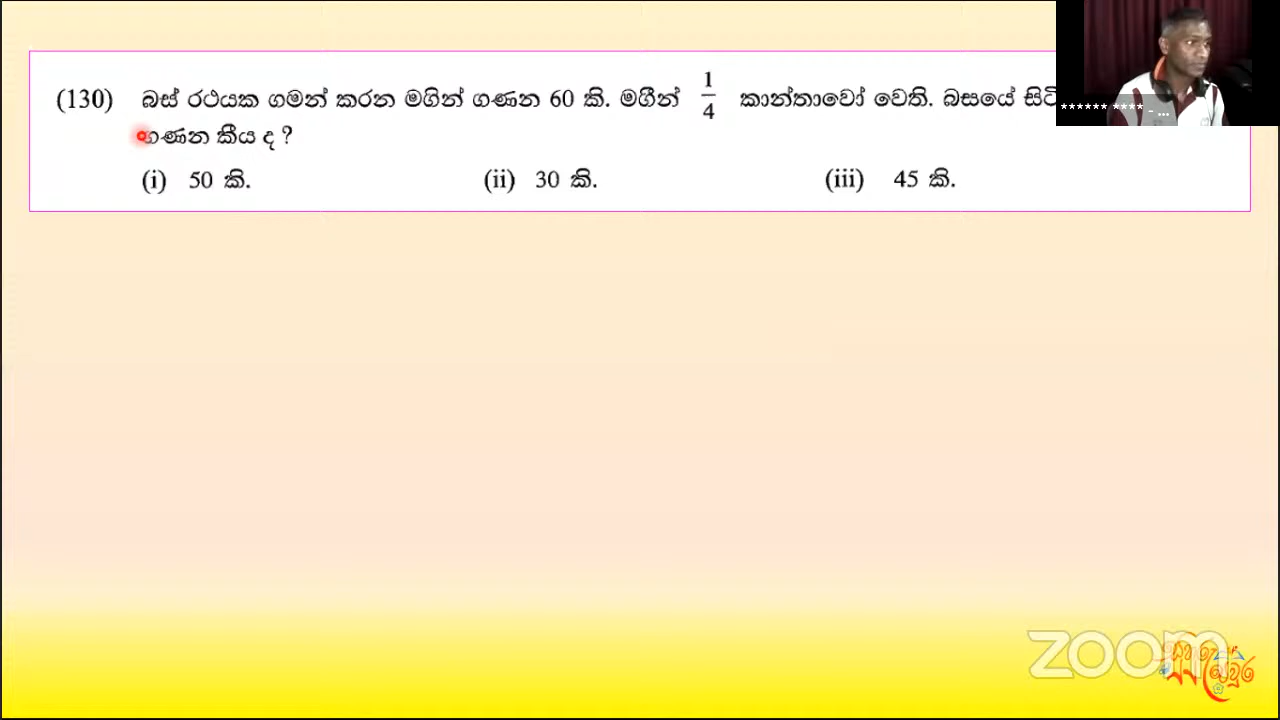 (130) බස් රථයක ගමන් කරන මගින් ගණන 60 කි. මගීන් 1/4 කාන්තාවෝ වෙති. බසයේ සිටි
ගණන කීය ද ?
(i) 50 කි. (ii) 30 කි. (iii) 45 කි.
****** **** - ...
zoom